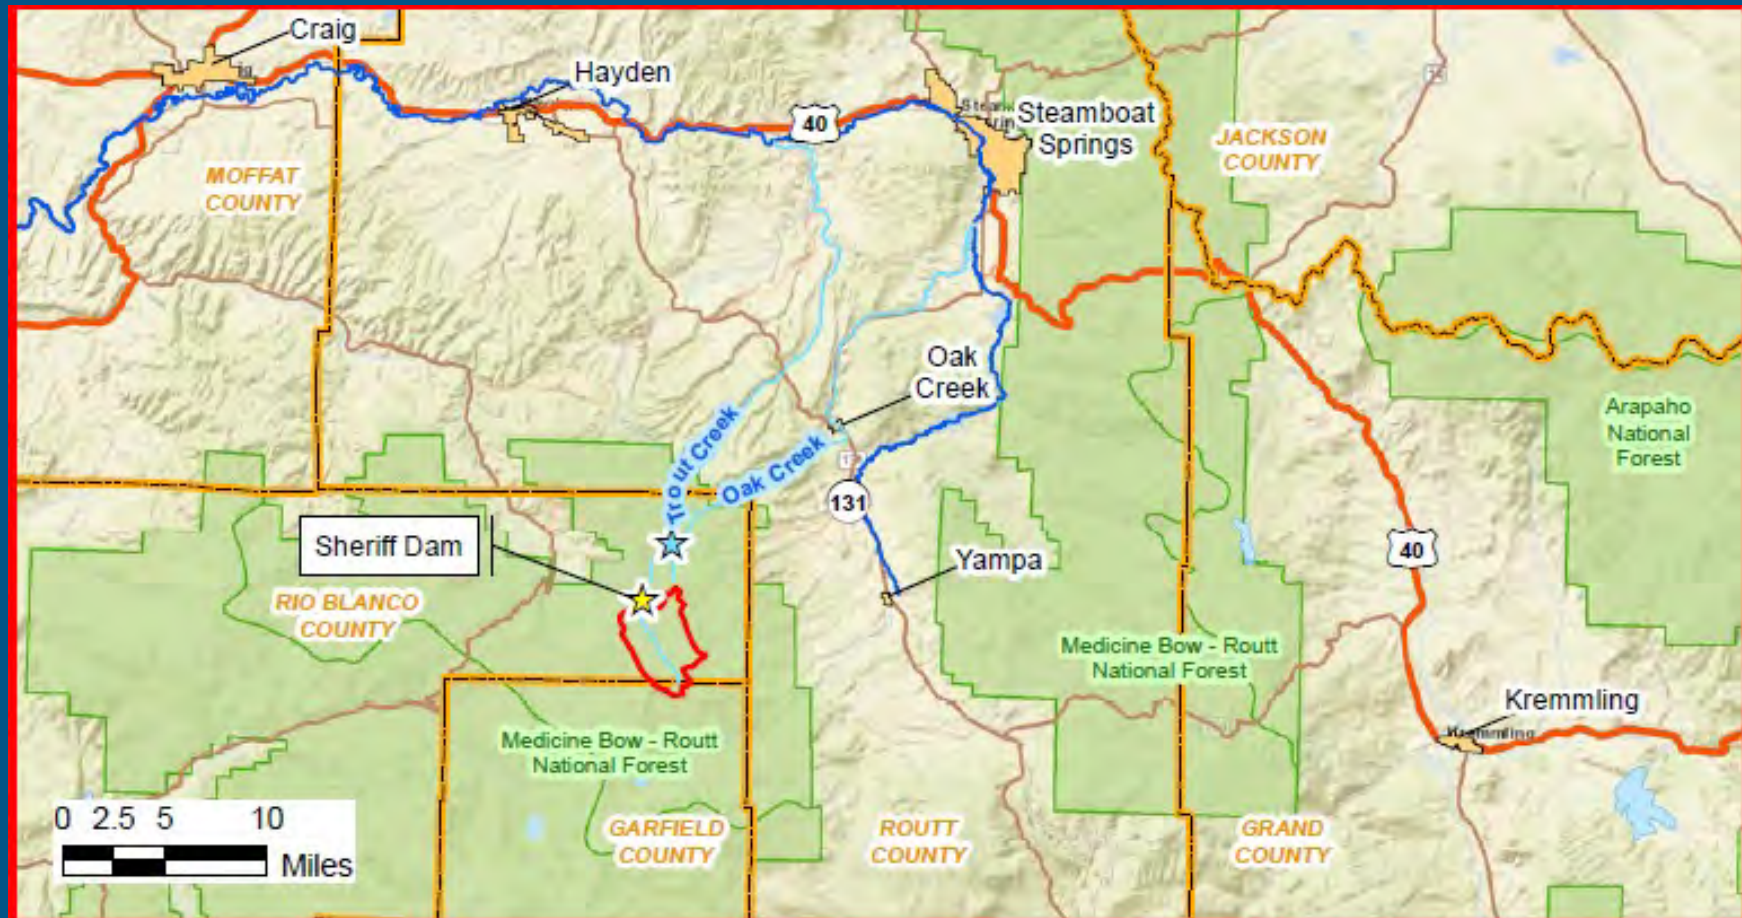 Craig
Hayden
40
Steamboat
Springs
JACKSON
COUNTY
MOFFAT
COUNTY
Oak
Creek
Trout Creek
Oak Creek
Arapaho
National
Forest
131
Sheriff Dam
Yampa
40
RIO BLANCO
COUNTY
Medicine Bow - Routt
National Forest
Kremmling
Kremmling
Medicine Bow - Routt
National Forest
0 2.5 5 10
Miles
GARFIELD
COUNTY
ROUTT
COUNTY
GRAND
COUNTY